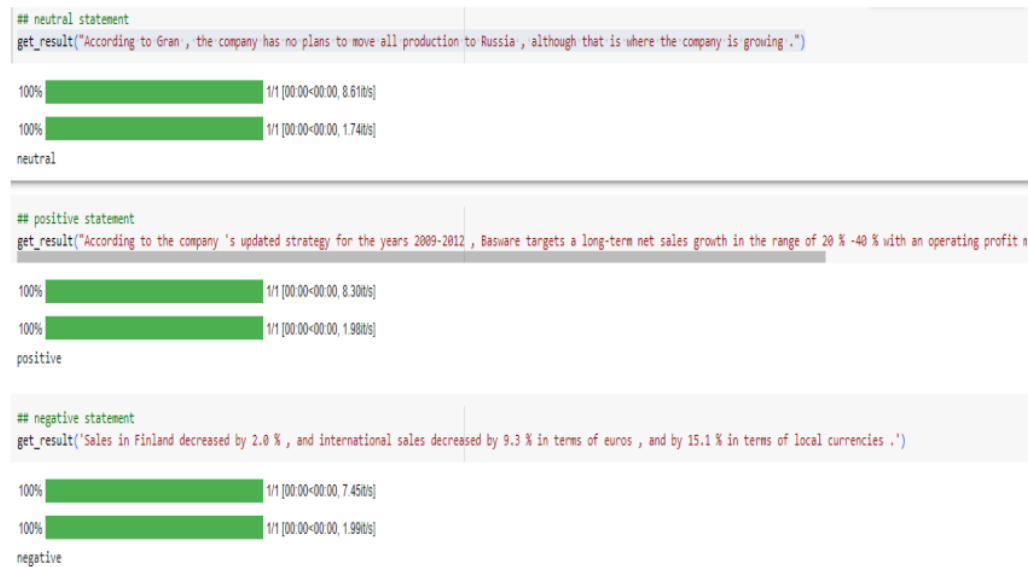 ## neutral statement
get_result("According to Gran , the company has no plans to move all production to Russia , although that is where the company is growing .")
100% 1/1 [00:00<00:00, 8.61it/s]
100% 1/1 [00:00<00:00, 1.74it/s]
neutral
## positive statement
get_result("According to the company 's updated strategy for the years 2009-2012 , Basware targets a long-term net sales growth in the range of 20 % -40 % with an operating profit
100% 1/1 [00:00<00:00, 8.30it/s]
100% 1/1 [00:00<00:00, 1.98it/s]
positive
## negative statement
get_result('Sales in Finland decreased by 2.0 % , and international sales decreased by 9.3 % in terms of euros , and by 15.1 % in terms of local currencies .')
100% 1/1 [00:00<00:00, 7.45it/s]
100% 1/1 [00:00<00:00, 1.99it/s]
negative